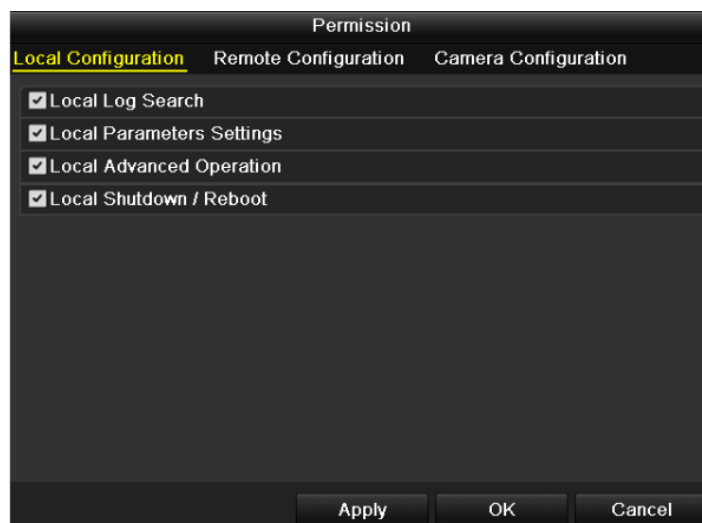 Permission
Local Configuration Remote Configuration Camera Configuration
Local Log Search
Local Parameters Settings
Local Advanced Operation
Local Shutdown / Reboot
Apply OK Cancel